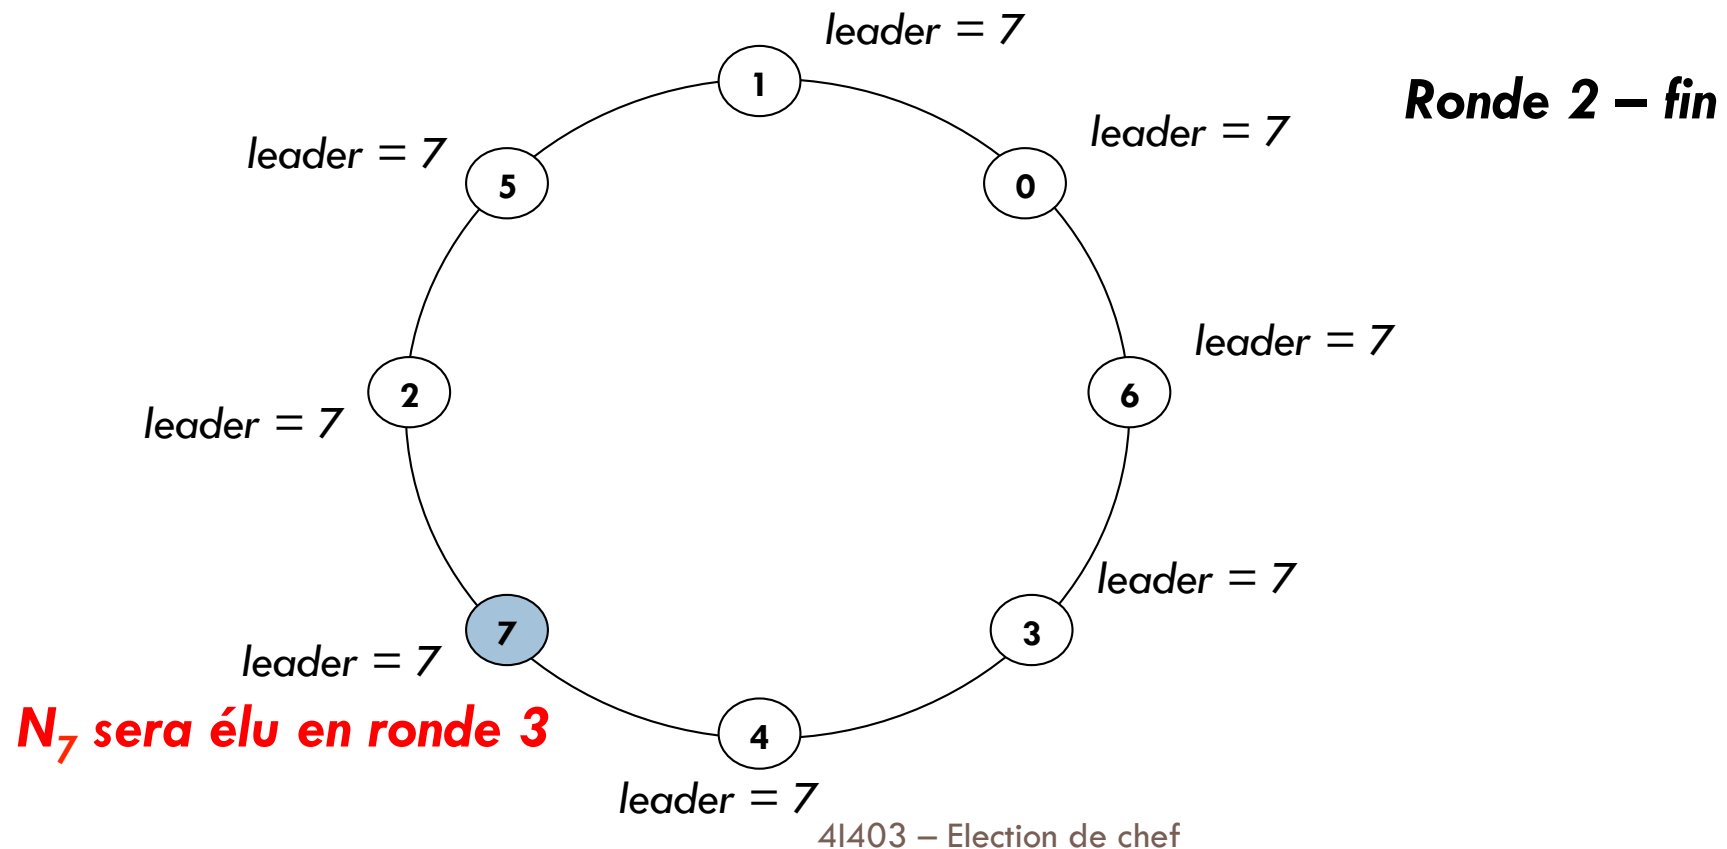 leader = 7
1
Ronde 2 – fin
leader = 7
leader = 7
5
0
leader = 7
2
6
leader = 7
leader = 7
7
3
leader = 7
N7 sera élu en ronde 3
4
leader = 7
4I403 – Election de chef